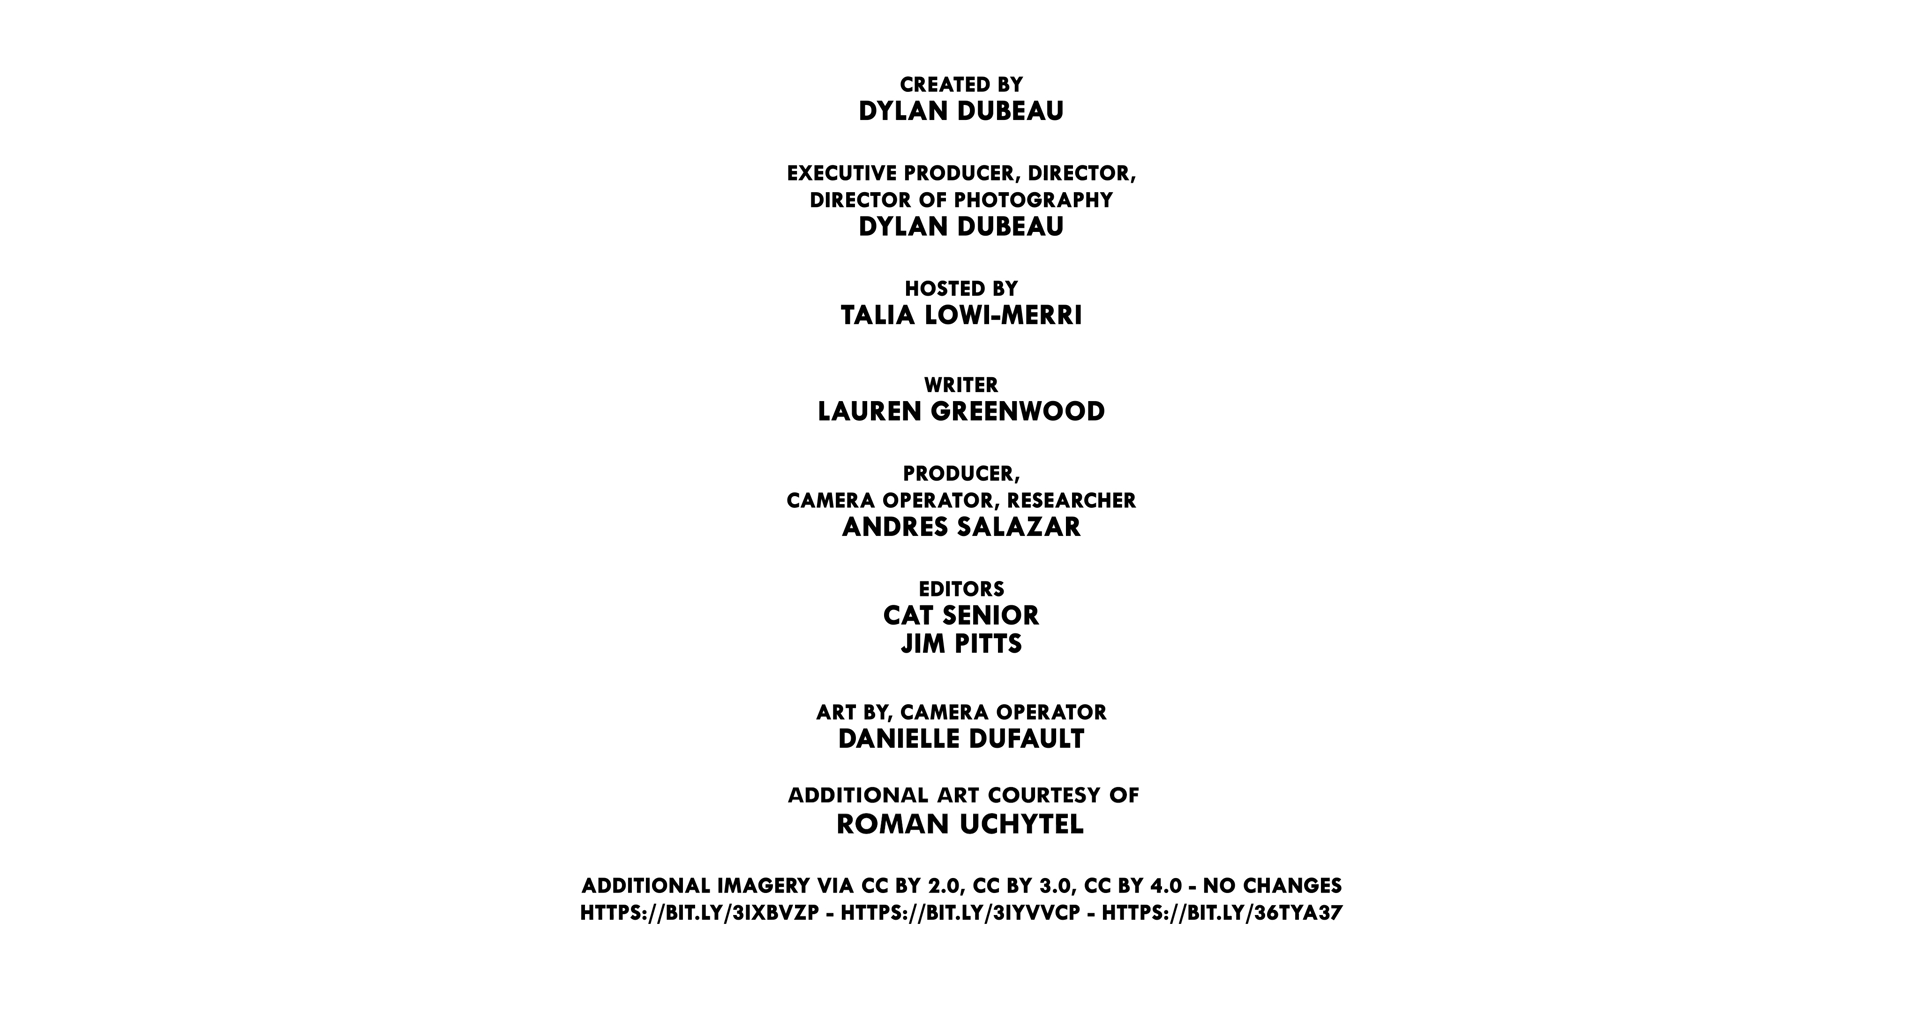 CREATED BY
DYLAN DUBEAU
EXECUTIVE PRODUCER, DIRECTOR,
DIRECTOR OF PHOTOGRAPHY
DYLAN DUBEAU
HOSTED BY
TALIA LOWI-MERRI
WRITER
LAUREN GREENWOOD
PRODUCER,
CAMERA OPERATOR, RESEARCHER
ANDRES SALAZAR
EDITORS
CAT SENIOR
JIM PITTS
ART BY, CAMERA OPERATOR
DANIELLE DUFAULT
ADDITIONAL ART COURTESY OF
ROMAN UCHYTEL
ADDITIONAL IMAGERY VIA CC BY 2.0, CC BY 3.0, CC BY 4.0 - NO CHANGES
HTTPS://BIT.LY/3IXBVZP - HTTPS://BIT.LY/3IYVVCP - HTTPS://BIT.LY/36TYA37